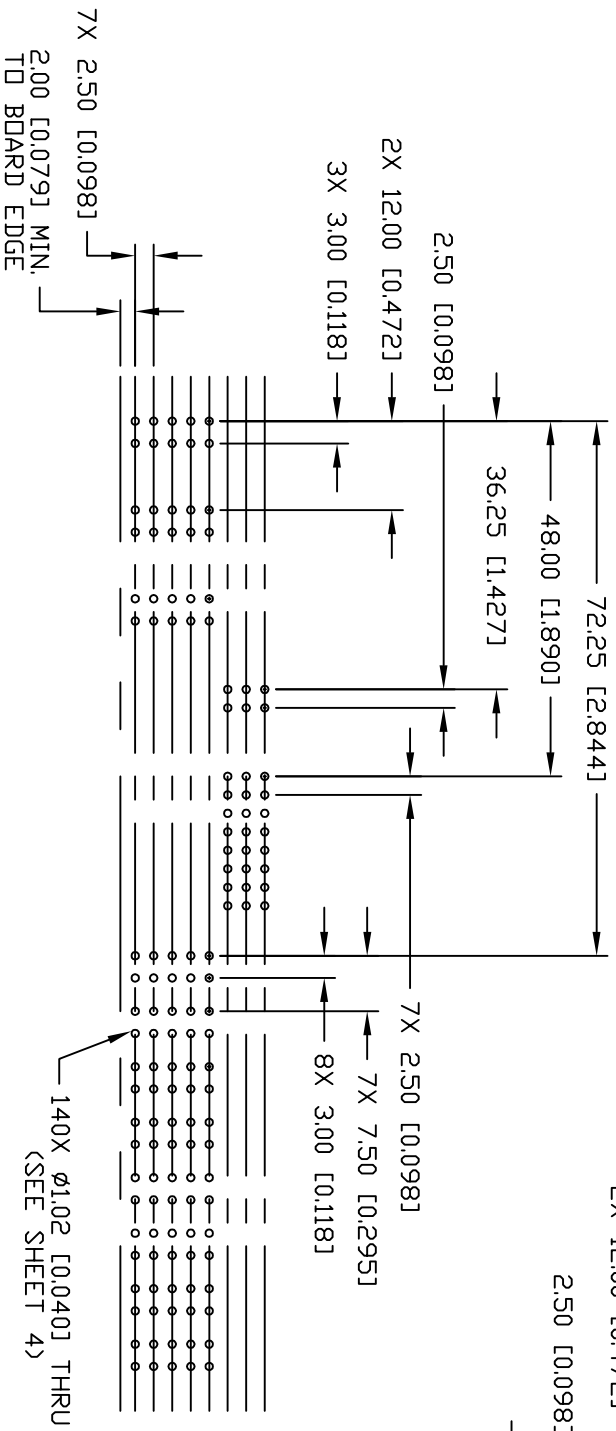 72.25 [2.844]
48.00 [1.890]
36.25 [1.427]
2.50 [0.098]
2X 12.00 [0.472]
3X 3.00 [0.118]
7X 2.50 [0.098]
2.00 [0.079] MIN.
TO BOARD EDGE
7X 2.50 [0.098]
7X 7.50 [0.295]
8X 3.00 [0.118]
140X ø1.02 [0.040] THRU
(SEE SHEET 4)
2.50 [0.098]